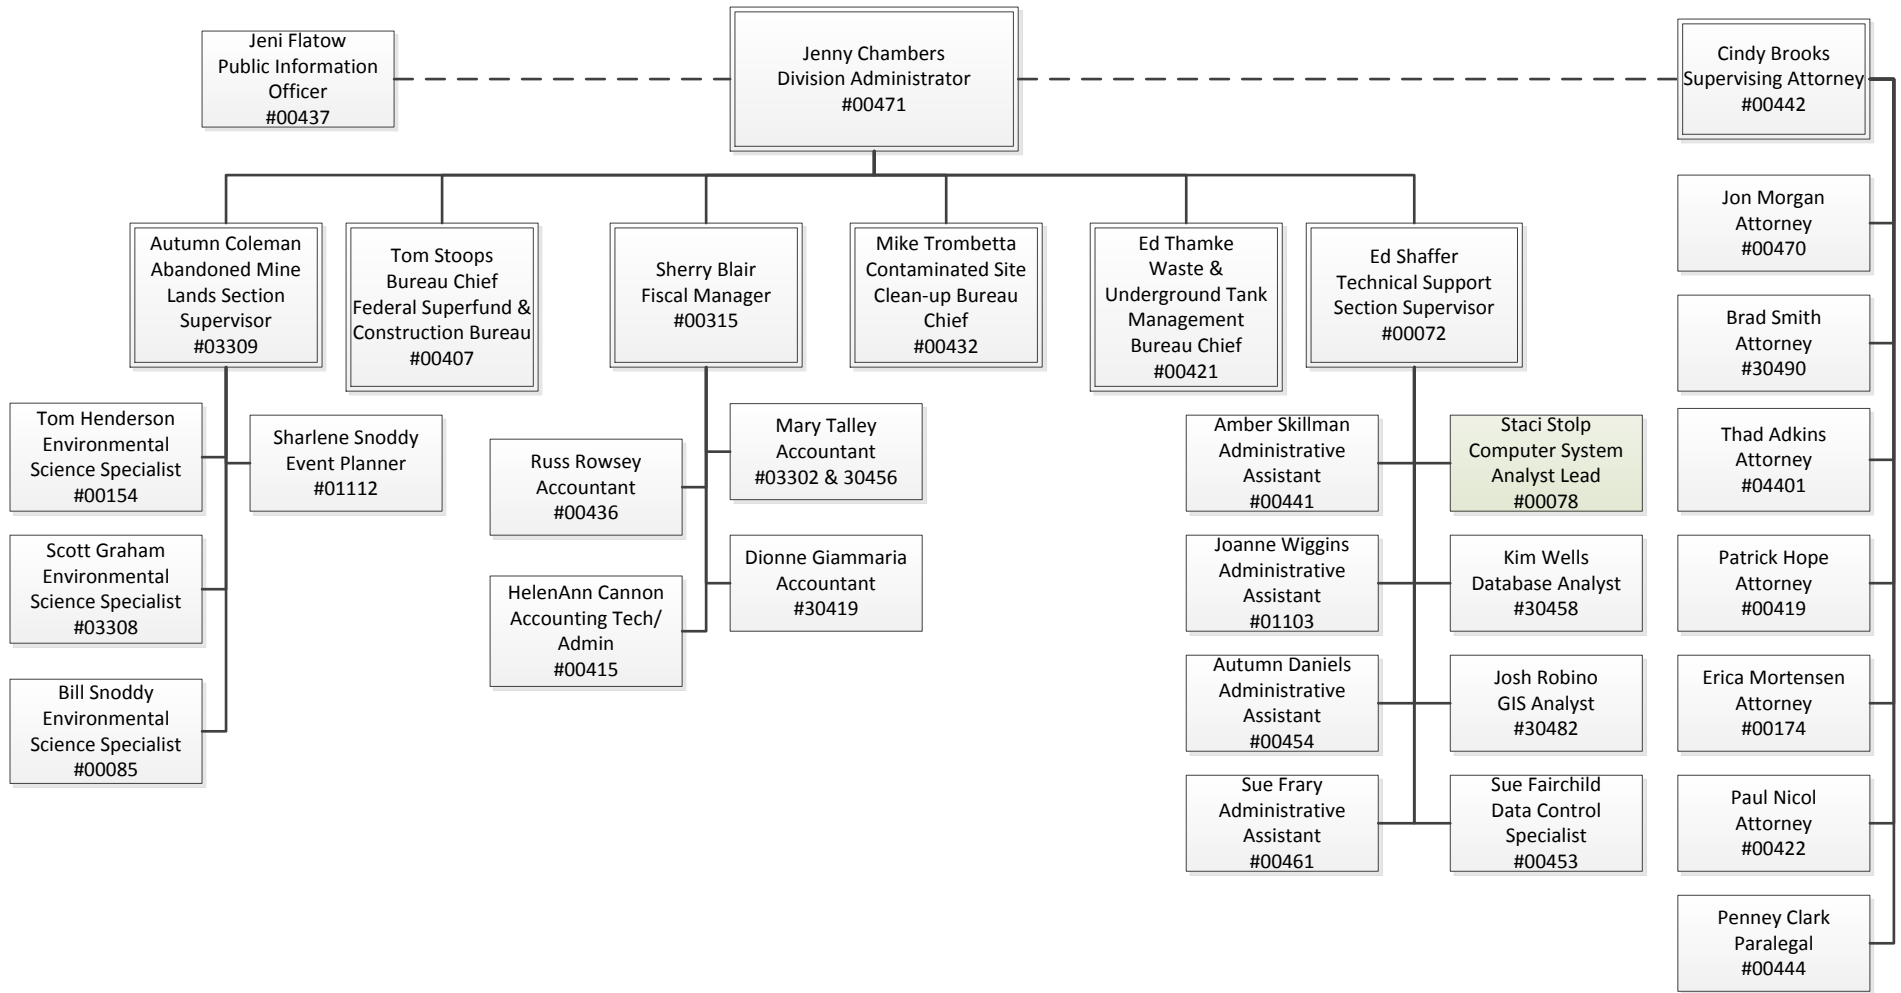 Jeni Flatow
Public Information
Officer
#00437
Jenny Chambers
Division Administrator
#00471
Cindy Brooks
Supervising Attorney
#00442
Autumn Coleman
Abandoned Mine
Lands Section
Supervisor
#03309
Tom Stoops
Bureau Chief
Federal Superfund &
Construction Bureau
#00407
Sherry Blair
Fiscal Manager
#00315
Mike Trombetta
Contaminated Site
Clean-up Bureau
Chief
#00432
Ed Thamke
Waste &
Underground Tank
Management
Bureau Chief
#00421
Ed Shaffer
Technical Support
Section Supervisor
#00072
Tom Henderson
Environmental
Science Specialist
#00154
Sharlene Snoddy
Event Planner
#01112
Scott Graham
Environmental
Science Specialist
#03308
Bill Snoddy
Environmental
Science Specialist
#00085
Russ Rowsey
Accountant
#00436
Mary Talley
Accountant
#03302 & 30456
HelenAnn Cannon
Accounting Tech/
Admin
#00415
Dionne Giammaria
Accountant
#30419
Amber Skillman
Administrative
Assistant
#00441
Staci Stolp
Computer System
Analyst Lead
#00078
Joanne Wiggins
Administrative
Assistant
#01103
Kim Wells
Database Analyst
#30458
Autumn Daniels
Administrative
Assistant
#00454
Josh Robino
GIS Analyst
#30482
Sue Frary
Administrative
Assistant
#00461
Sue Fairchild
Data Control
Specialist
#00453
Jon Morgan
Attorney
#00470
Brad Smith
Attorney
#30490
Thad Adkins
Attorney
#04401
Patrick Hope
Attorney
#00419
Erica Mortensen
Attorney
#00174
Paul Nicol
Attorney
#00422
Penney Clark
Paralegal
#00444